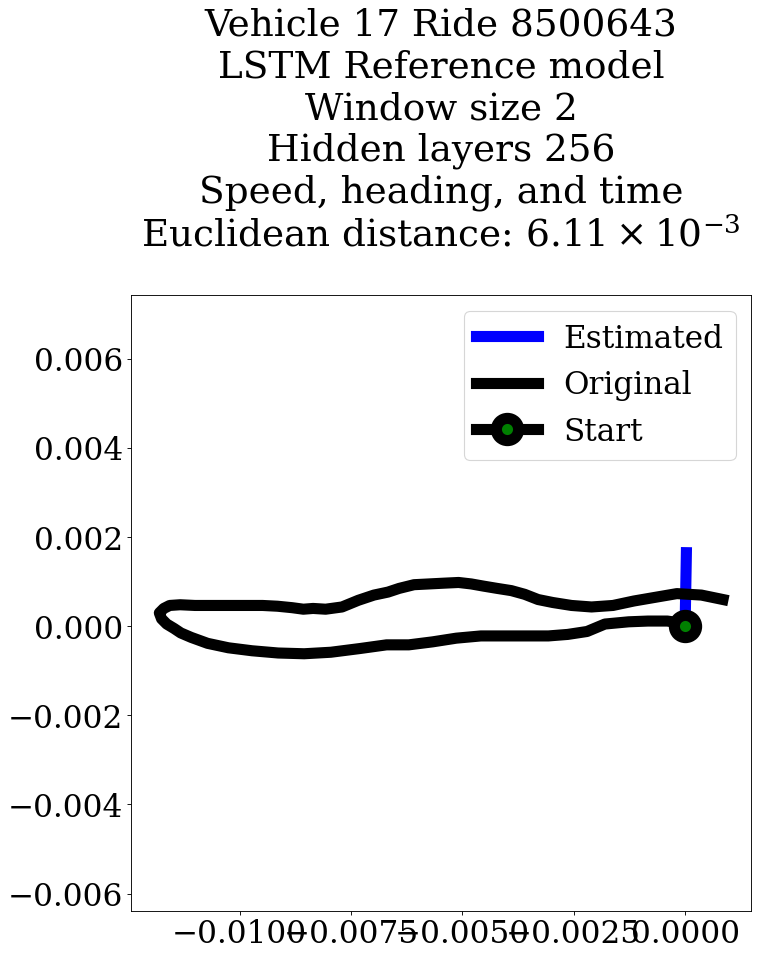 Vehicle 17 Ride 8500643
LSTM Reference model
Window size 2
Hidden layers 256
Speed, heading, and time
Euclidean distance: 6.11 × 10⁻³
Estimated
Original
Start
0.006
0.004
0.002
0.000
−0.002
−0.004
−0.006
−0.0100 −0.0075 −0.0050 −0.0025 0.0000